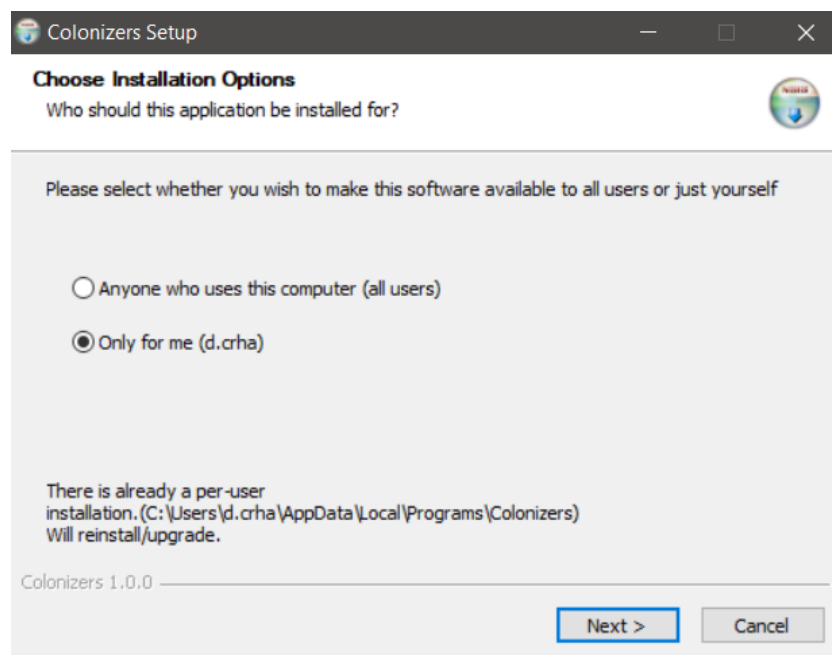 Colonizers Setup
Choose Installation Options
Who should this application be installed for?
Please select whether you wish to make this software available to all users or just yourself
Anyone who uses this computer (all users)
Only for me (d.crha)
There is already a per-user
installation.(C:\Users\d.crha\AppData\Local\Programs\Colonizers)
Will reinstall/upgrade.
Colonizers 1.0.0
Next >
Cancel